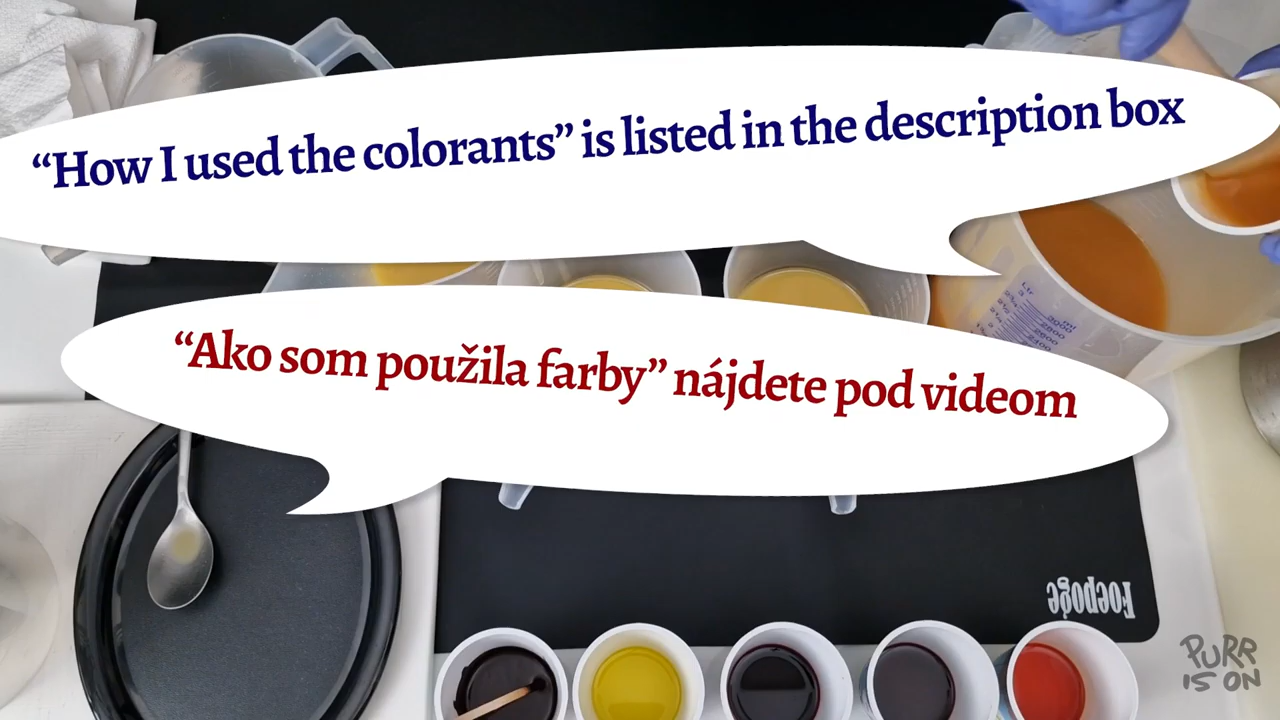 “How I used the colorants” is listed in the description box
“Ako som použila farby” nájdete pod videom
Foepoge
PURR
IS ON